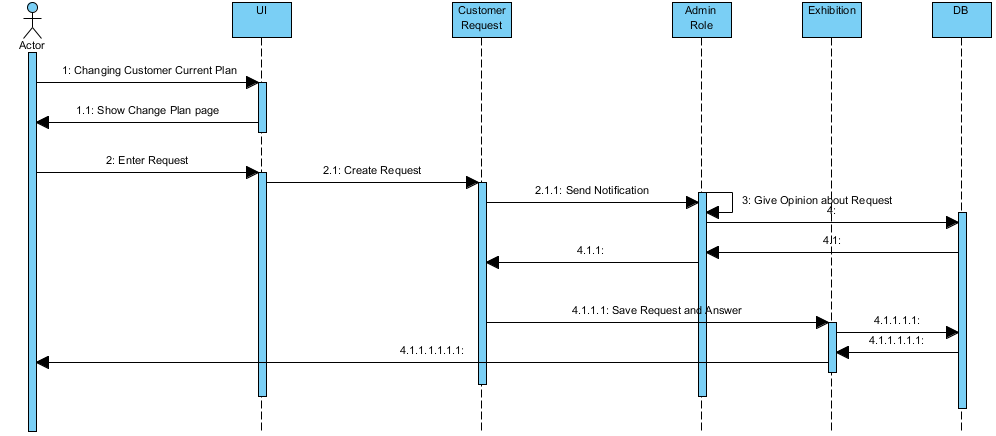 UI
Customer
Request
Admin
Role
Exhibition
DB
Actor
1: Changing Customer Current Plan
1.1: Show Change Plan page
2: Enter Request
2.1: Create Request
2.1.1: Send Notification
3: Give Opinion about Request
4:
4.1:
4.1.1:
4.1.1.1: Save Request and Answer
4.1.1.1.1:
4.1.1.1.1.1:
4.1.1.1.1.1.1: